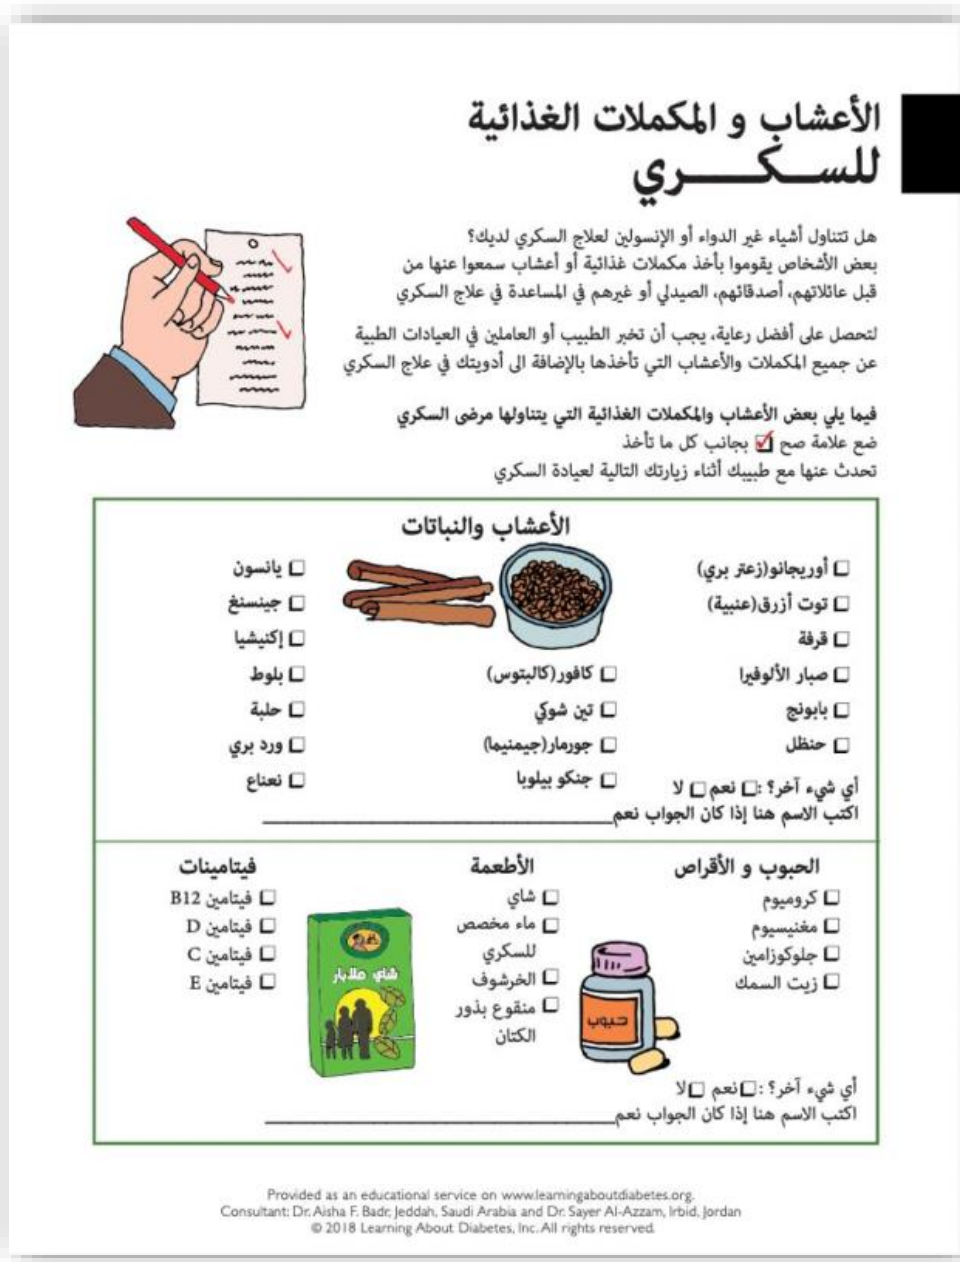 الأعشاب و المكملات الغذائية
للســكــــري
هل تتناول أشياء غير الدواء أو الإنسولين لعلاج السكري لديك؟
بعض الأشخاص يقوموا بأخذ مكملات غذائية أو أعشاب سمعوا عنها من
قبل عائلاتهم، أصدقائهم، الصيدلي أو غيرهم في المساعدة في علاج السكري
لتحصل على أفضل رعاية، يجب أن تخبر الطبيب أو العاملين في العيادات الطبية
عن جميع المكملات والأعشاب التي تأخذها بالإضافة الى أدويتك في علاج السكري
فيما يلي بعض الأعشاب والمكملات الغذائية التي يتناولها مرضى السكري
ضع علامة صح ☑ بجانب كل ما تأخذ
تحدث عنها مع طبيبك أثناء زيارتك التالية لعيادة السكري
الأعشاب والنباتات
☐ أوريجانو(زعتر بري)
☐ توت أزرق(عنبية)
☐ قرفة
☐ صبار الألوفيرا
☐ بابونج
☐ حنظل
☐ كافور(كالبتوس)
☐ تين شوكي
☐ جورمار(جيمنيما)
☐ جنكو بيلوبا
☐ يانسون
☐ جينسنغ
☐ إكنيشيا
☐ بلوط
☐ حلبة
☐ ورد بري
☐ نعناع
أي شيء آخر؟ :☐ نعم ☐ لا
اكتب الاسم هنا إذا كان الجواب نعم____________________
الحبوب و الأقراص
☐ كروميوم
☐ مغنيسيوم
☐ جلوكوزامين
☐ زيت السمك
حبوب
الأطعمة
☐ شاي
☐ ماء مخصص
للسكري
☐ الخرشوف
☐ منقوع بذور
الكتان
شاي ملابار
فيتامينات
☐ فيتامين B12
☐ فيتامين D
☐ فيتامين C
☐ فيتامين E
أي شيء آخر؟ :☐ نعم ☐ لا
اكتب الاسم هنا إذا كان الجواب نعم____________________
Provided as an educational service on www.learningaboutdiabetes.org.
Consultant: Dr. Aisha F. Badr, Jeddah, Saudi Arabia and Dr. Sayer Al-Azzam, Irbid, Jordan
© 2018 Learning About Diabetes, Inc. All rights reserved.